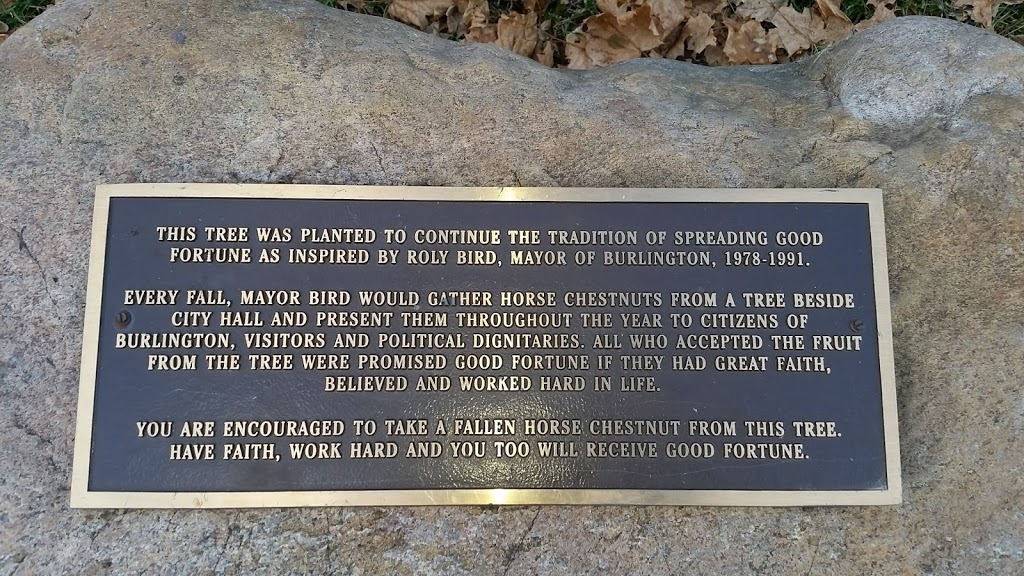 THIS TREE WAS PLANTED TO CONTINUE THE TRADITION OF SPREADING GOOD
FORTUNE AS INSPIRED BY ROLY BIRD, MAYOR OF BURLINGTON, 1978-1991.
EVERY FALL, MAYOR BIRD WOULD GATHER HORSE CHESTNUTS FROM A TREE BESIDE
CITY HALL AND PRESENT THEM THROUGHOUT THE YEAR TO CITIZENS OF
BURLINGTON, VISITORS AND POLITICAL DIGNITARIES. ALL WHO ACCEPTED THE FRUIT
FROM THE TREE WERE PROMISED GOOD FORTUNE IF THEY HAD GREAT FAITH,
BELIEVED AND WORKED HARD IN LIFE.
YOU ARE ENCOURAGED TO TAKE A FALLEN HORSE CHESTNUT FROM THIS TREE.
HAVE FAITH, WORK HARD AND YOU TOO WILL RECEIVE GOOD FORTUNE.